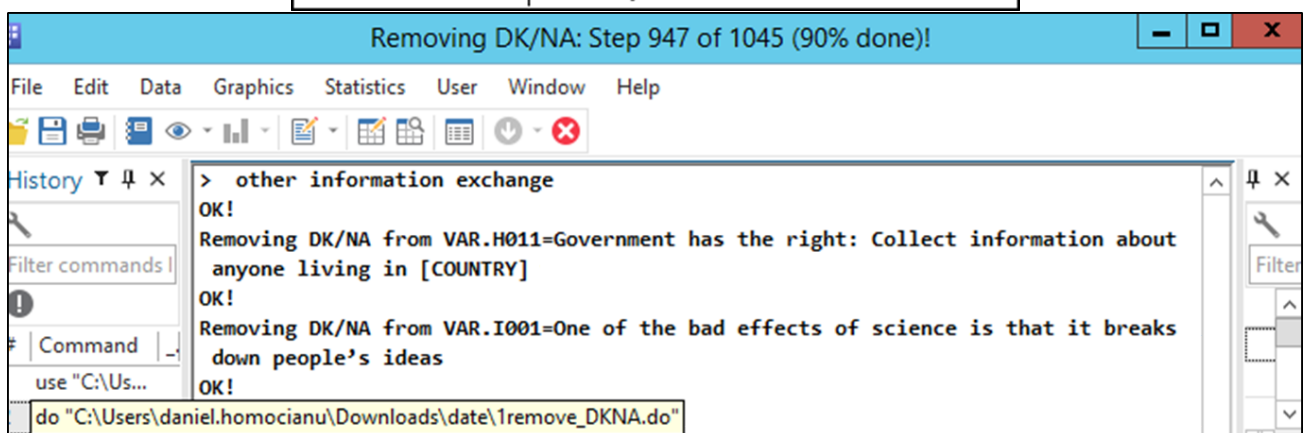 Removing DK/NA: Step 947 of 1045 (90% done)!
File Edit Data Graphics Statistics User Window Help
History
> other information exchange
OK!
Removing DK/NA from VAR.H011=Government has the right: Collect information about
anyone living in [COUNTRY]
OK!
Filter commands
Filter
Removing DK/NA from VAR.I001=One of the bad effects of science is that it breaks
down people’s ideas
# Command
use "C:\Us...
OK!
do "C:\Users\daniel.homocianu\Downloads\date\1remove_DKNA.do"